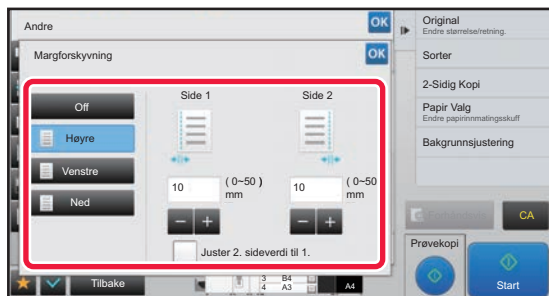 Andre
OK
Margforskyvning
OK
Off
Høyre
Venstre
Ned
Side 1
Side 2
10
( 0~50 )
mm
10
( 0~50
mm
Juster 2. sideverdi til 1.
Tilbake
3 B4
4 A3
A4
Original
Endre størrelse/retning.
Sorter
2-Sidig Kopi
Papir Valg
Endre papirinnmatingsskuff
Bakgrunnsjustering
CA
Prøvekopi
Start